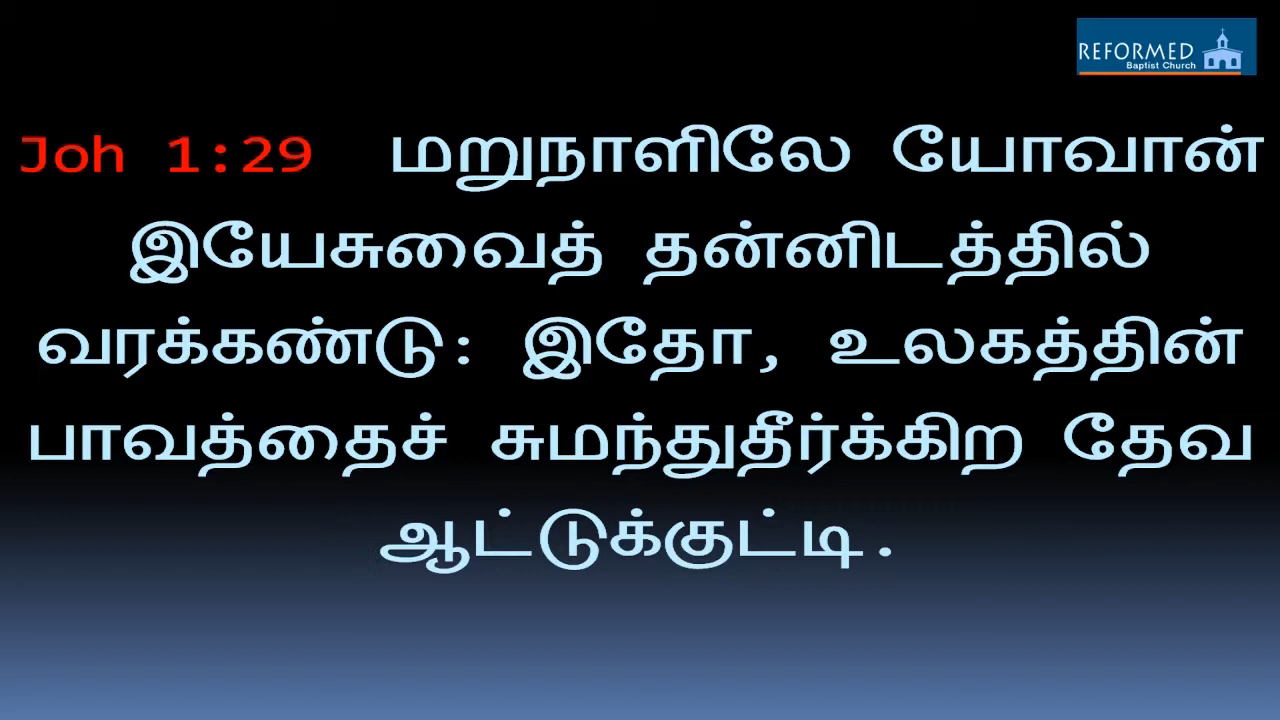 REFORMED
Baptist Church
Joh 1:29 மறுநாளிலே யோவான்
இயேசுவைத் தன்னிடத்தில்
வரக்கண்டு: இதோ, உலகத்தின்
பாவத்தைச் சுமந்துதீர்க்கிற தேவ
ஆட்டுக்குட்டி.